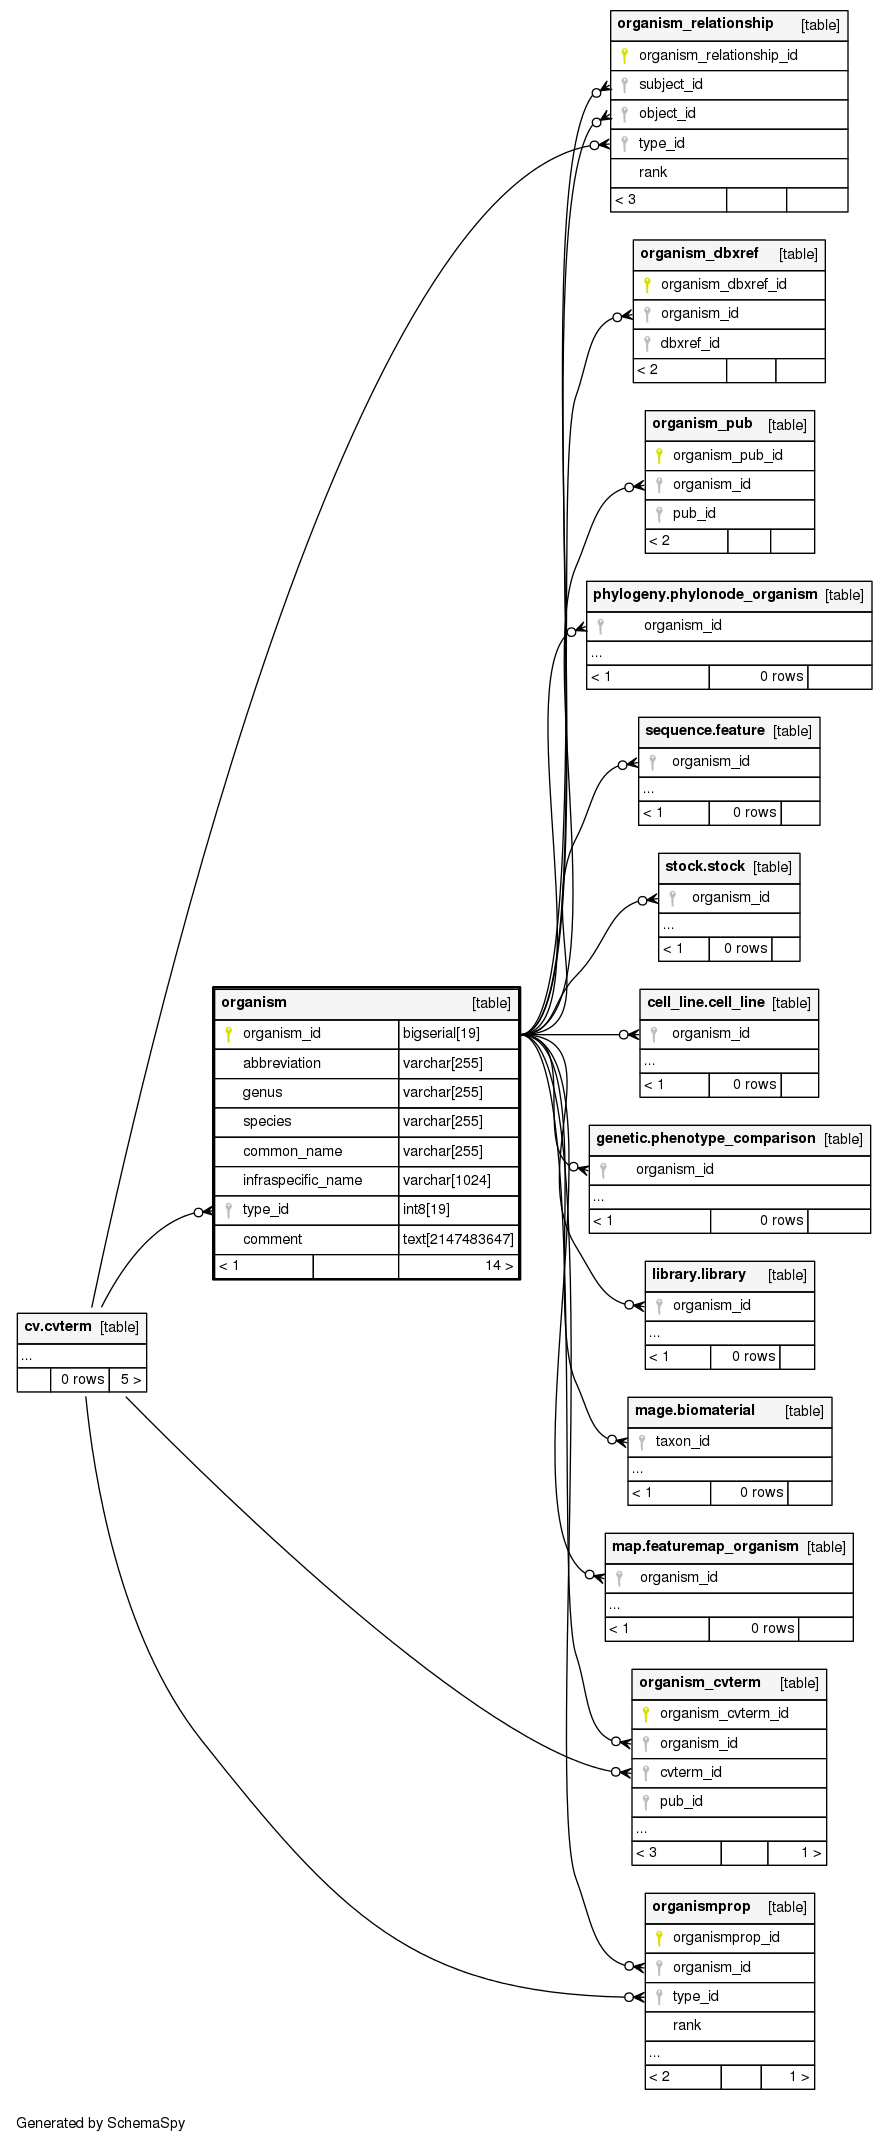 organism_relationship [table]
organism_relationship_id
subject_id
object_id
type_id
rank
< 3
organism_dbxref [table]
organism_dbxref_id
organism_id
dbxref_id
< 2
organism_pub [table]
organism_pub_id
organism_id
pub_id
< 2
phylogeny.phylonode_organism [table]
organism_id
...
< 1 0 rows
sequence.feature [table]
organism_id
...
< 1 0 rows
stock.stock [table]
organism_id
...
< 1 0 rows
organism [table]
organism_id bigserial[19]
abbreviation varchar[255]
genus varchar[255]
species varchar[255]
common_name varchar[255]
infraspecific_name varchar[1024]
type_id int8[19]
comment text[2147483647]
< 1 14 >
cell_line.cell_line [table]
organism_id
...
< 1 0 rows
genetic.phenotype_comparison [table]
organism_id
...
< 1 0 rows
library.library [table]
organism_id
...
< 1 0 rows
cv.cvterm [table]
...
0 rows 5 >
mage.biomaterial [table]
taxon_id
...
< 1 0 rows
map.featuremap_organism [table]
organism_id
...
< 1 0 rows
organism_cvterm [table]
organism_cvterm_id
organism_id
cvterm_id
pub_id
...
< 3 1 >
organismprop [table]
organismprop_id
organism_id
type_id
rank
...
< 2 1 >
Generated by SchemaSpy